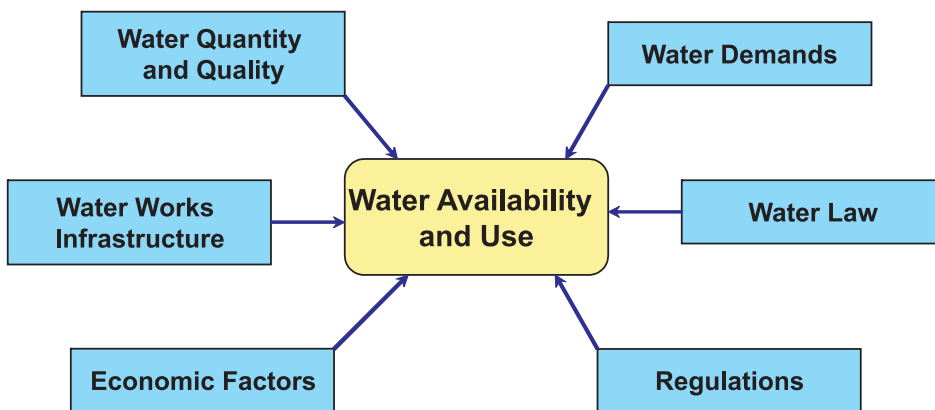 Water Quantity
and Quality
Water Demands
Water Works
Infrastructure
Water Availability
and Use
Water Law
Economic Factors
Regulations